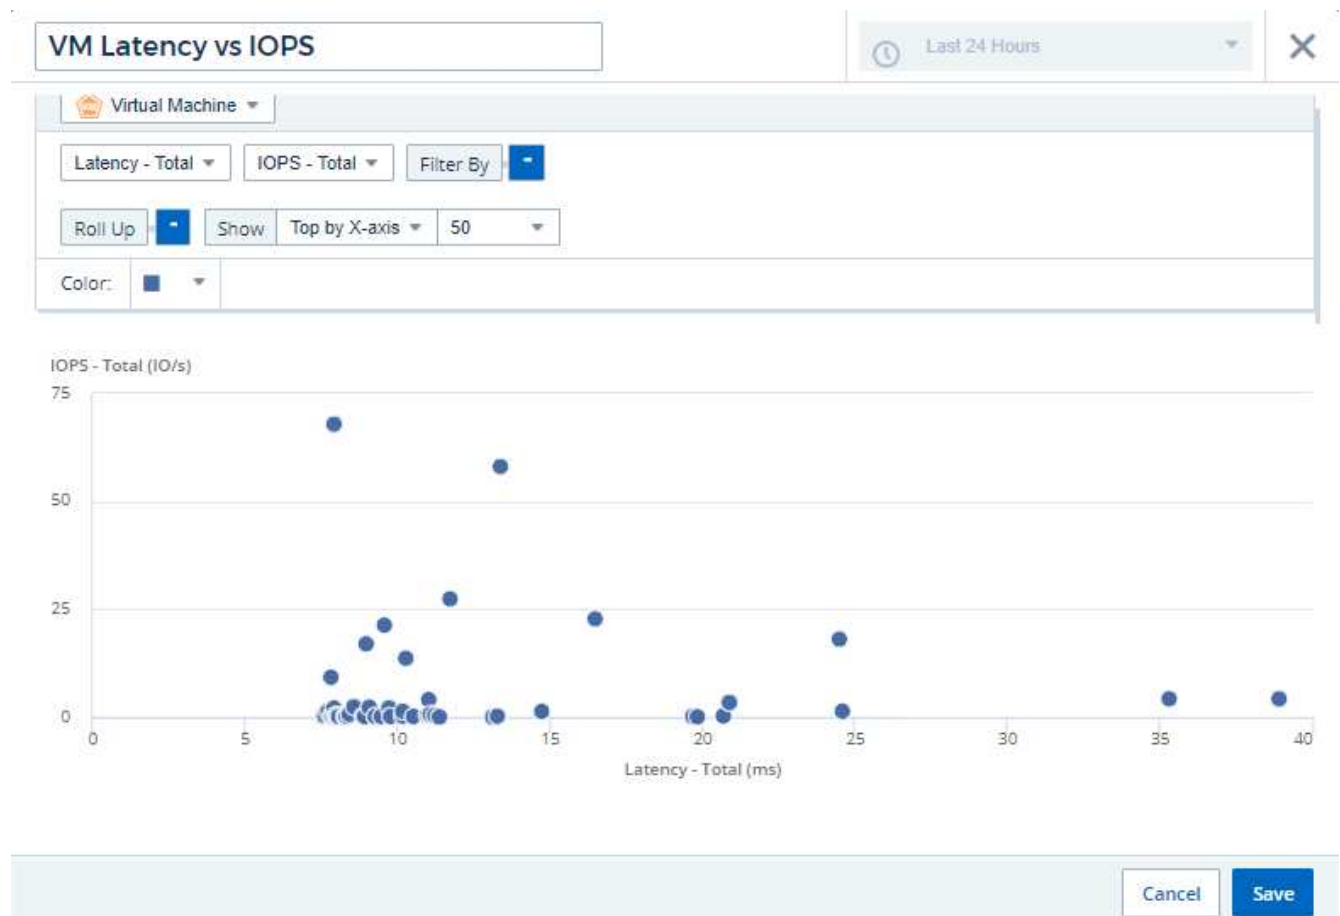 VM Latency vs IOPS
Last 24 Hours
Virtual Machine
Latency - Total
IOPS - Total
Filter By
-
Roll Up
-
Show
Top by X-axis
50
Color:
IOPS - Total (IO/s)
75
50
25
0
0 5 10 15 20 25 30 35 40
Latency - Total (ms)
Cancel
Save